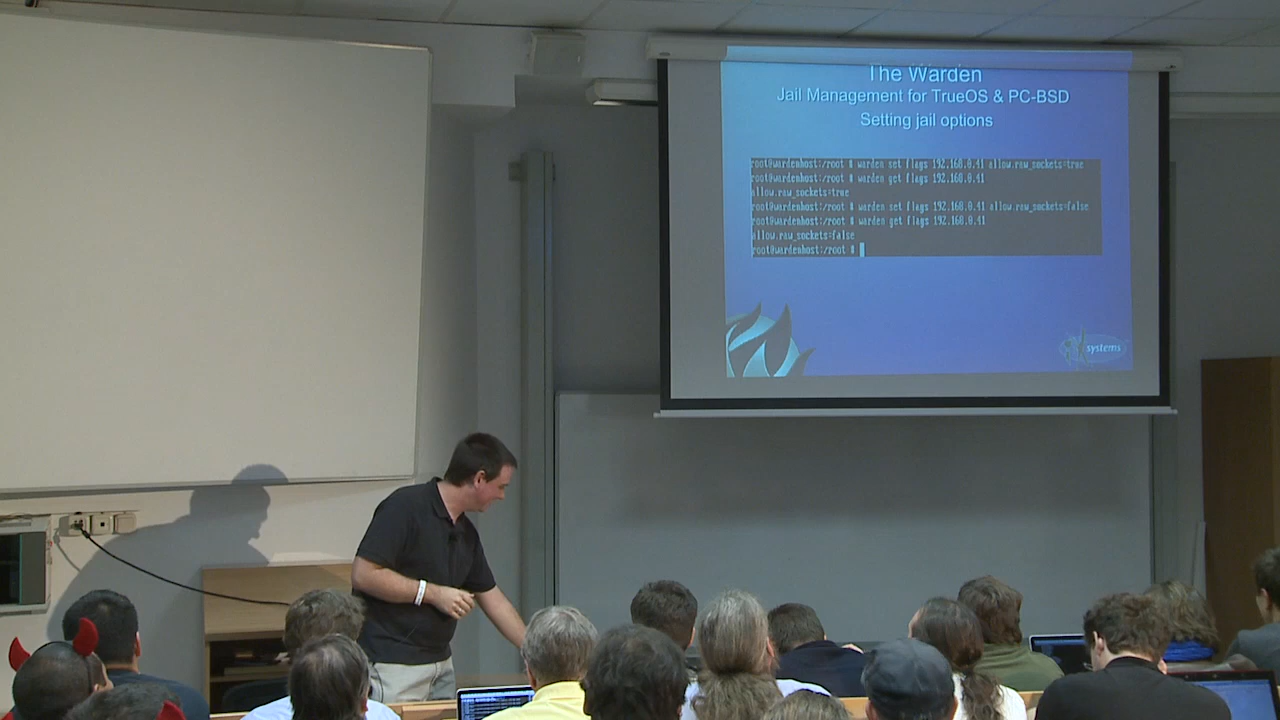 The Warden
Jail Management for TrueOS & PC-BSD
Setting jail options
root@wardenhost:/root # warden set flags 192.168.0.41 allow.raw_sockets=true
root@wardenhost:/root # warden get flags 192.168.0.41
allow.raw_sockets=true
root@wardenhost:/root # warden set flags 192.168.0.41 allow.raw_sockets=false
root@wardenhost:/root # warden get flags 192.168.0.41
allow.raw_sockets=false
root@wardenhost:/root #
systems